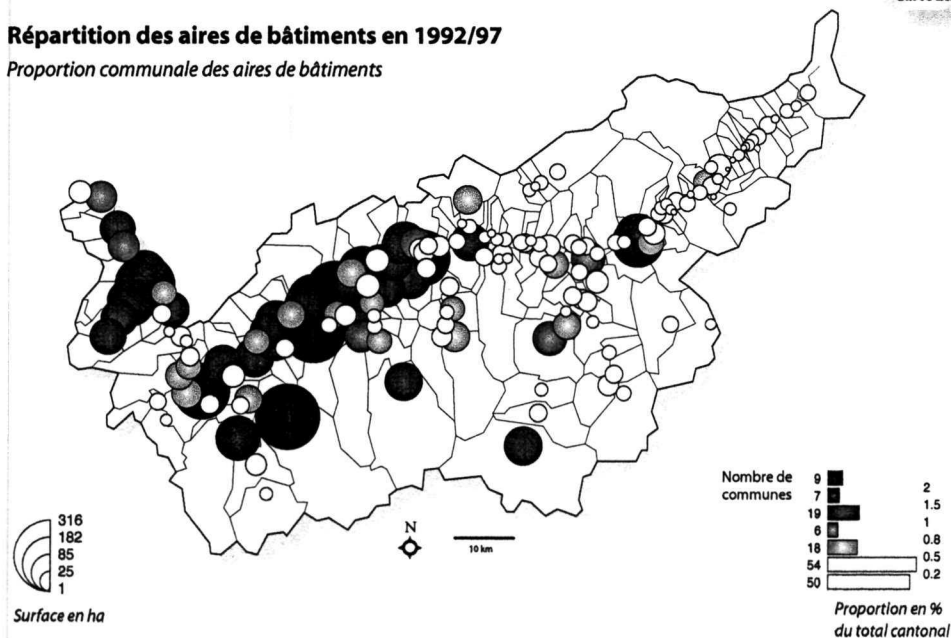 Répartition des aires de bâtiments en 1992/97
Proportion communale des aires de bâtiments
316
182
85
25
1
Surface en ha
N
10 km
Nombre de
communes
9
7
19
6
18
54
50
2
1.5
1
0.8
0.5
0.2
Proportion en %
du total cantonal